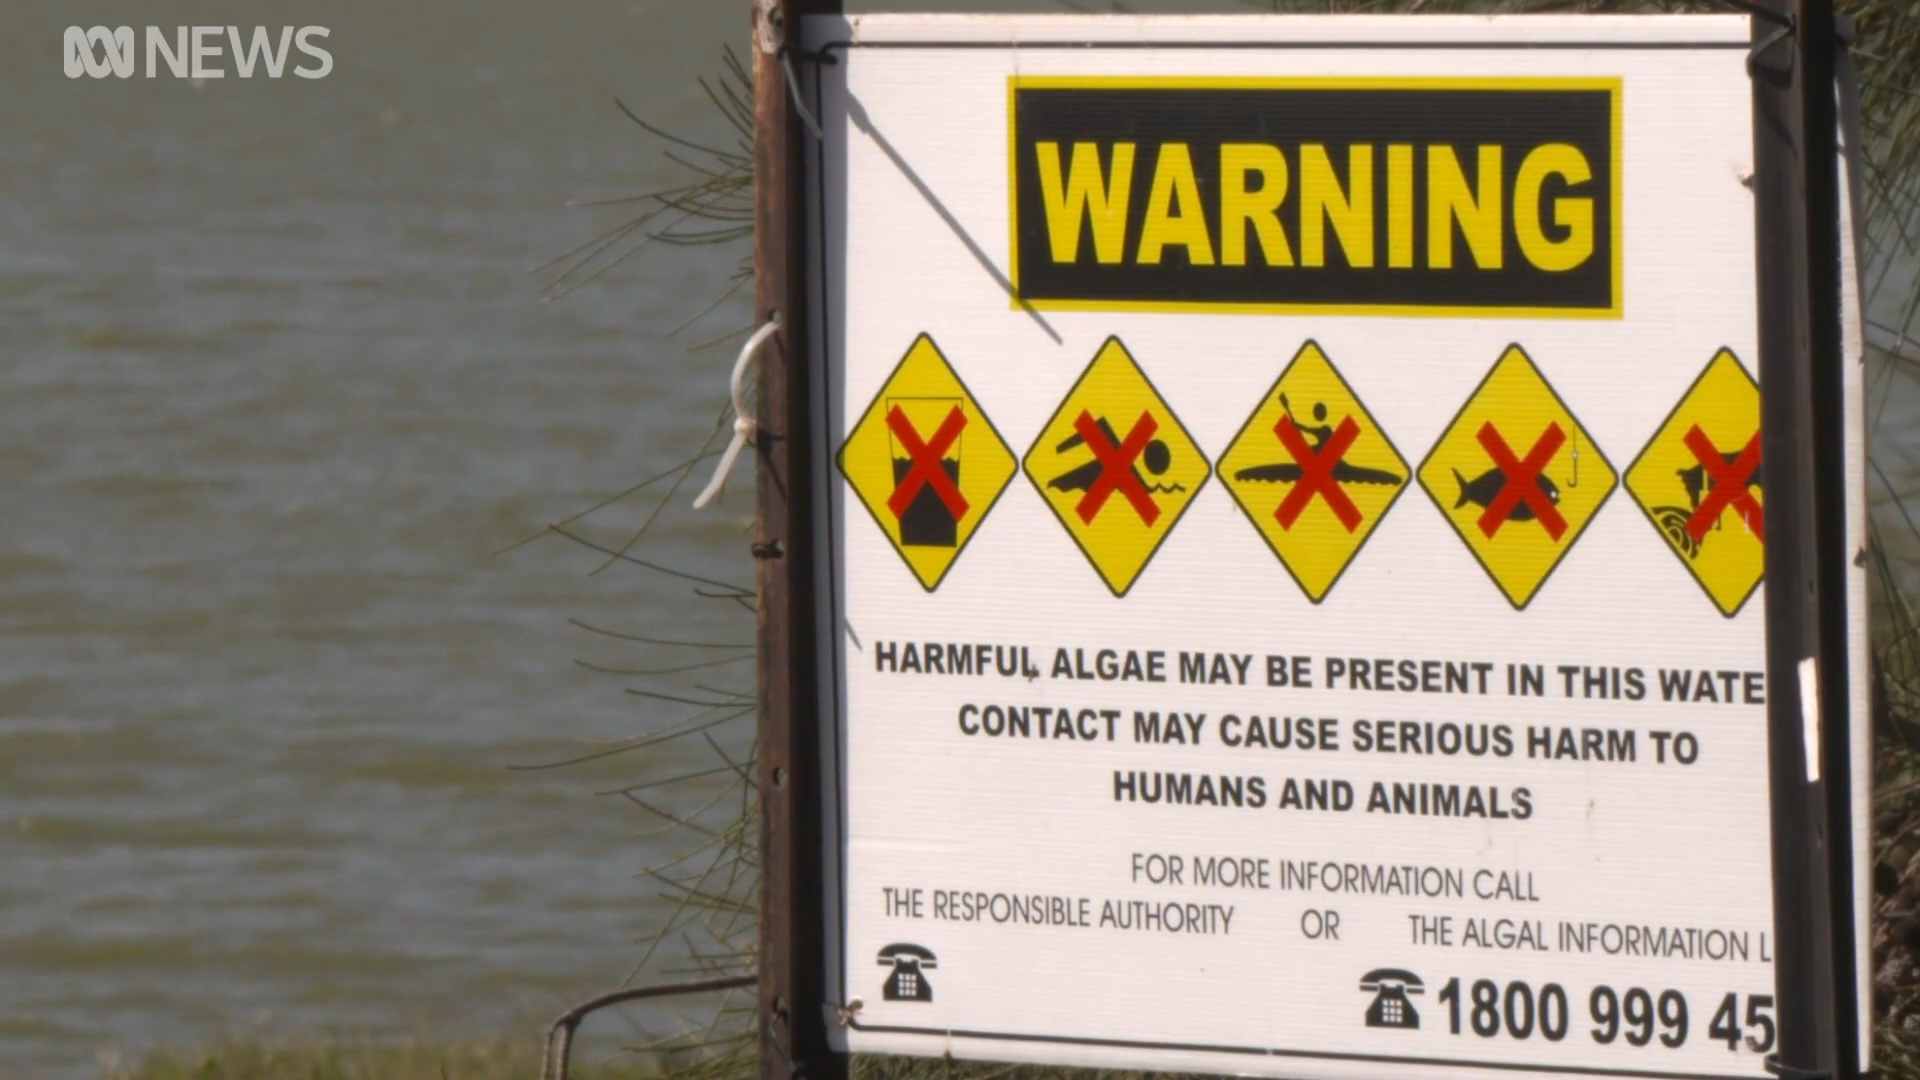 NEWS
WARNING
HARMFUL ALGAE MAY BE PRESENT IN THIS WATE
CONTACT MAY CAUSE SERIOUS HARM TO
HUMANS AND ANIMALS
FOR MORE INFORMATION CALL
THE RESPONSIBLE AUTHORITY OR THE ALGAL INFORMATION L
1800 999 45